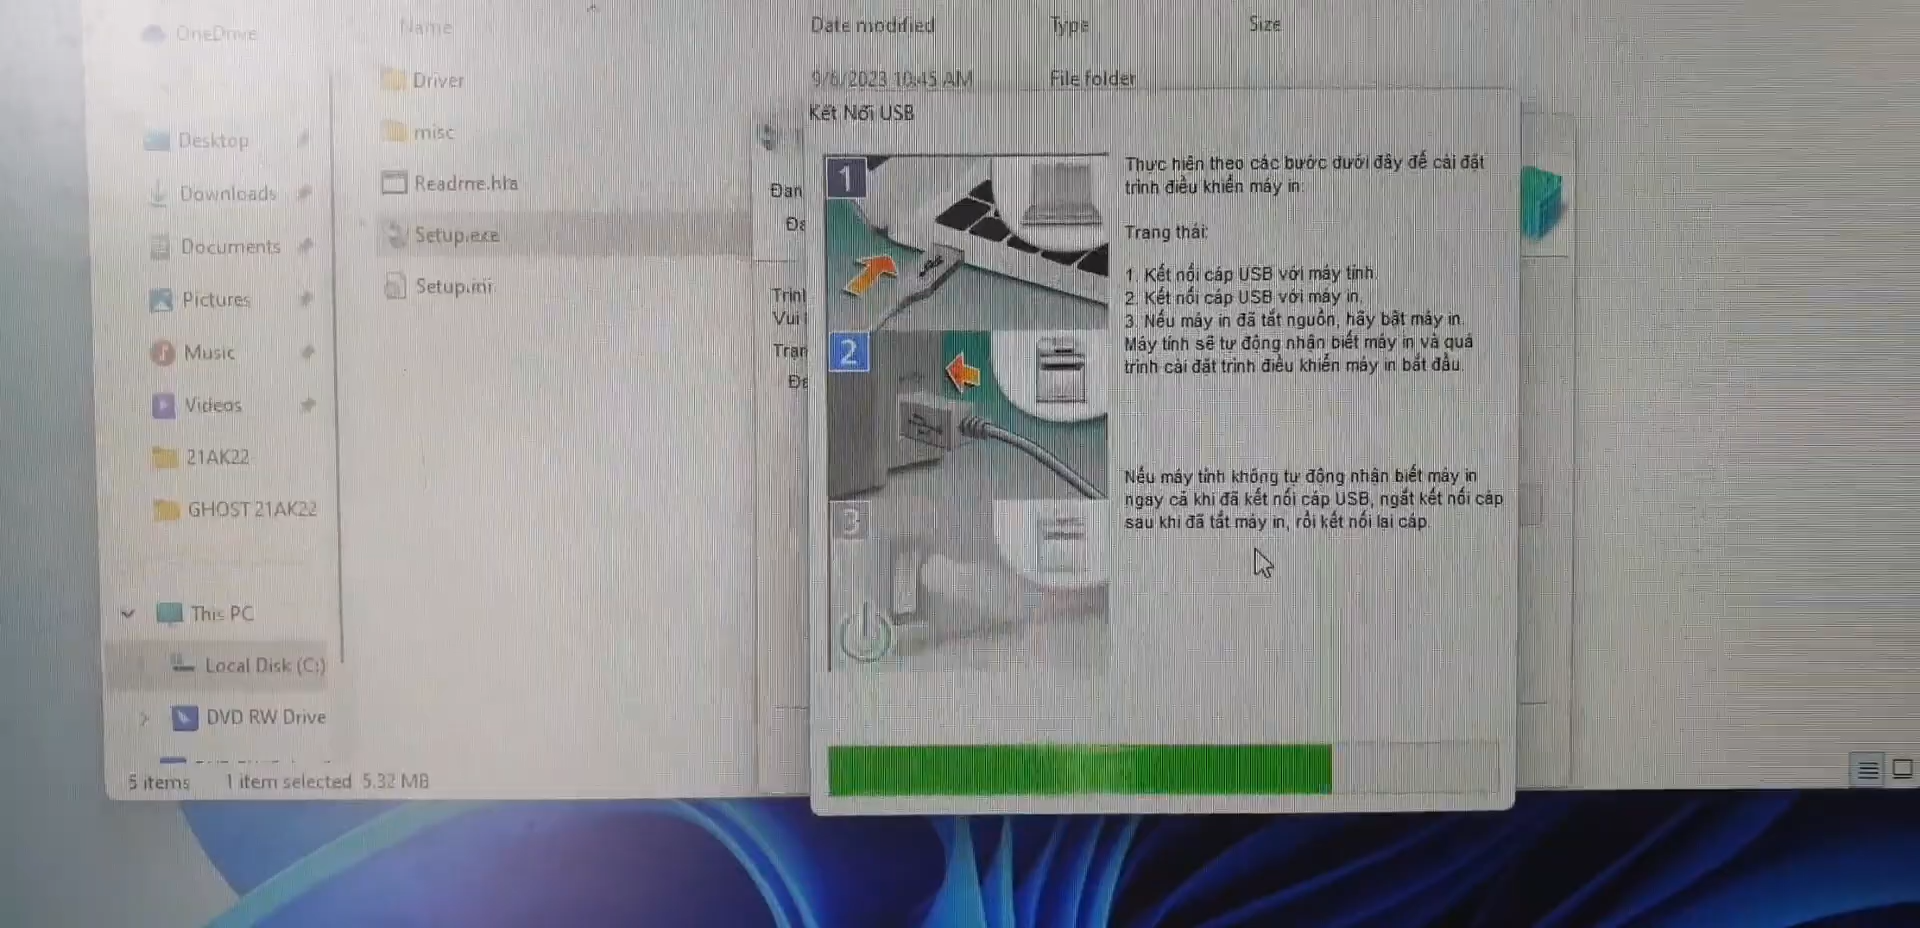 OneDrive
Desktop
Downloads
Documents
Pictures
Music
Videos
21AK22
GHOST 21AK22
This PC
Local Disk (C:)
DVD RW Drive
5 items 1 item selected 5.32 MB
Name Date modified Type Size
Driver 9/6/2023 10:45 AM File folder
misc
Readme.hta
Setup.exe
Setup.ini
Kết Nối USB
1
2
3
Thực hiện theo các bước dưới đây để cài đặt
trình điều khiển máy in:
Trạng thái:
1. Kết nối cáp USB với máy tính.
2. Kết nối cáp USB với máy in.
3. Nếu máy in đã tắt nguồn, hãy bật máy in.
Máy tính sẽ tự động nhận biết máy in và quá
trình cài đặt trình điều khiển máy in bắt đầu.
Nếu máy tính không tự động nhận biết máy in
ngay cả khi đã kết nối cáp USB, ngắt kết nối cáp
sau khi đã tắt máy in, rồi kết nối lại cáp.